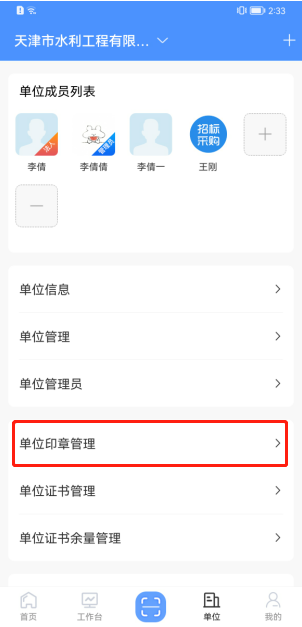 2:33
天津市水利工程有限...
单位成员列表
法人
管理员
招标
采购
李倩
李倩倩
李倩一
王刚
单位信息
单位管理
单位管理员
单位印章管理
单位证书管理
单位证书余量管理
首页
工作台
单位
我的